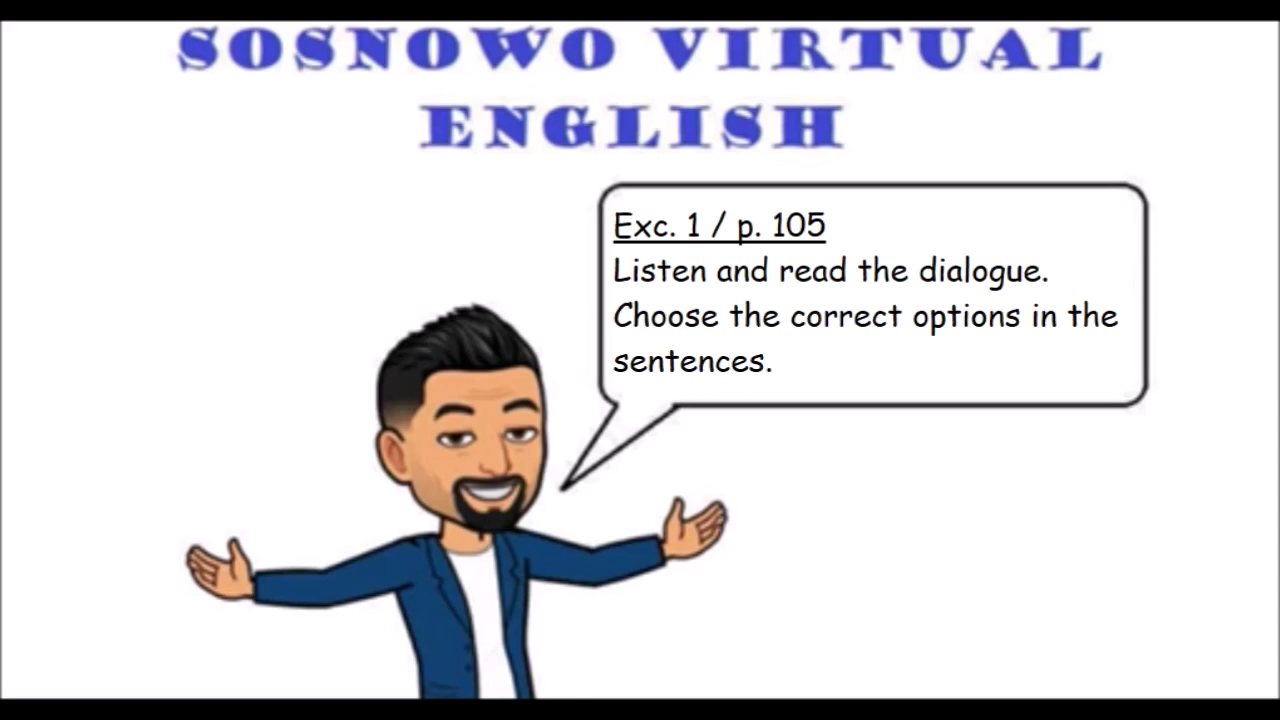 SOSNOWO VIRTUAL
ENGLISH
Exc. 1 / p. 105
Listen and read the dialogue.
Choose the correct options in the
sentences.